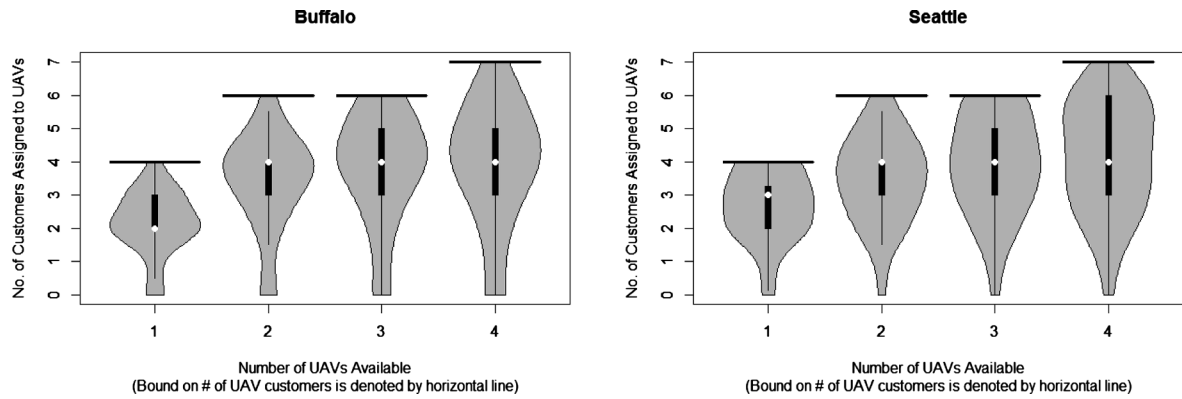 Buffalo
No. of Customers Assigned to UAVs
7
6
5
4
3
2
1
0
1 2 3 4
Number of UAVs Available
(Bound on # of UAV customers is denoted by horizontal line)
Seattle
No. of Customers Assigned to UAVs
7
6
5
4
3
2
1
0
1 2 3 4
Number of UAVs Available
(Bound on # of UAV customers is denoted by horizontal line)